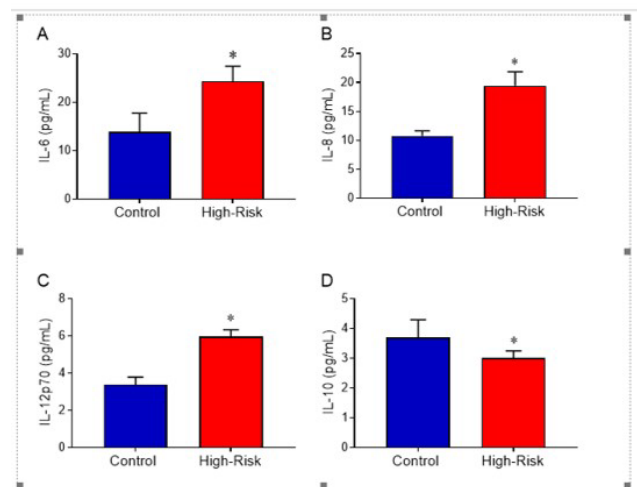 A
IL-6 (pg/mL)
30
20
10
0
*
Control
High-Risk
B
IL-8 (pg/mL)
25
20
15
10
5
0
*
Control
High-Risk
C
IL-12p70 (pg/mL)
8
6
4
2
0
*
Control
High-Risk
D
IL-10 (pg/mL)
5
4
3
2
1
0
*
Control
High-Risk